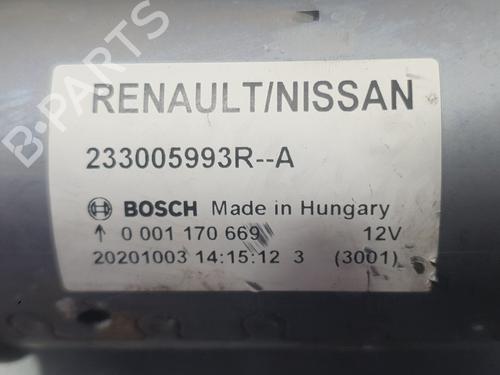 RENAULT/NISSAN
233005993R--A
BOSCH Made in Hungary
↑ 0 001 170 669 12V
20201003 14:15:12 3 (3001)
B-PARTS